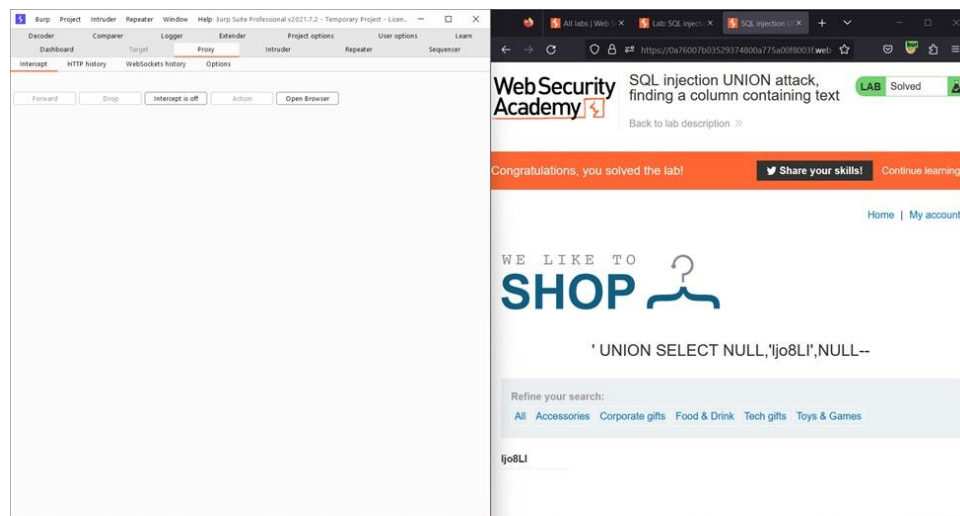 Burp Project Intruder Repeater Window Help Burp Suite Professional v2021.7.2 - Temporary Project - Licen...
Decoder Comparer Logger Extender Project options User options Learn
Dashboard Target Proxy Intruder Repeater Sequencer
Intercept HTTP history WebSockets history Options
Forward Drop Intercept is off Action Open Browser
All labs | Web S
Lab: SQL injecti
SQL injection U
https://0a76007b03529374800a775a00f8003f.web
Web Security
Academy
SQL injection UNION attack,
finding a column containing text
Back to lab description
LAB Solved
Congratulations, you solved the lab!
Share your skills!
Continue learning
Home | My account
WE LIKE TO
SHOP
' UNION SELECT NULL,'ljo8LI',NULL--
Refine your search:
All Accessories Corporate gifts Food & Drink Tech gifts Toys & Games
ljo8LI